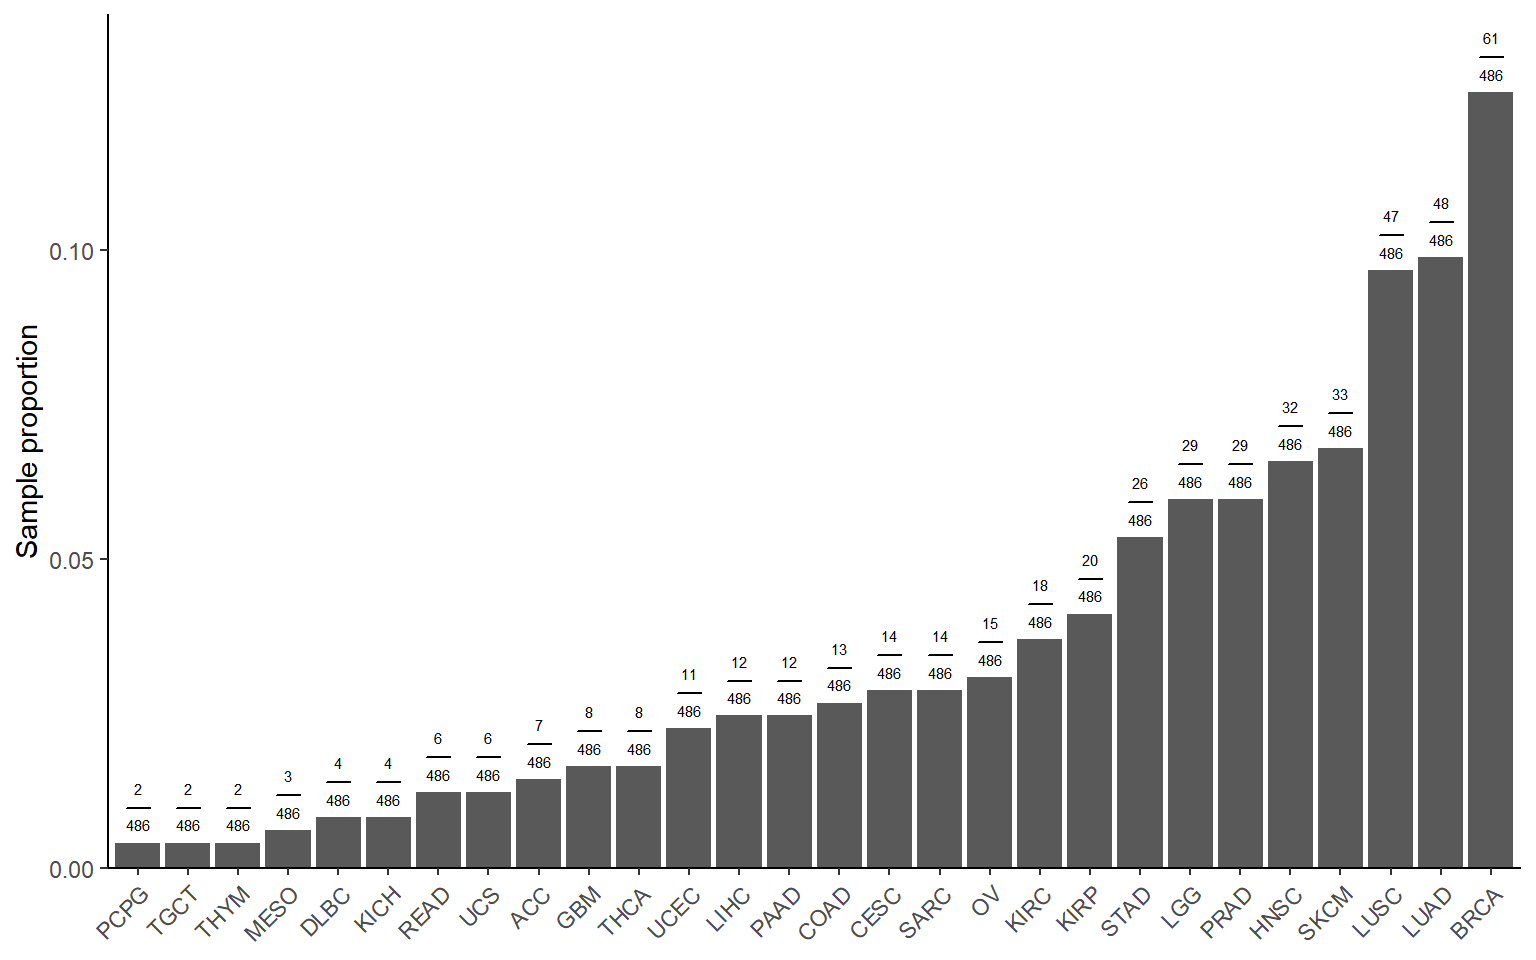 Sample proportion
0.10
0.05
0.00
2
486
2
486
2
486
3
486
4
486
4
486
6
486
6
486
7
486
8
486
8
486
11
486
12
486
12
486
13
486
14
486
14
486
15
486
18
486
20
486
26
486
29
486
29
486
32
486
33
486
47
486
48
486
61
486
PCPG
TGCT
THYM
MESO
DLBC
KICH
READ
UCS
ACC
GBM
THCA
UCEC
LIHC
PAAD
COAD
CESC
SARC
OV
KIRC
KIRP
STAD
LGG
PRAD
HNSC
SKCM
LUSC
LUAD
BRCA